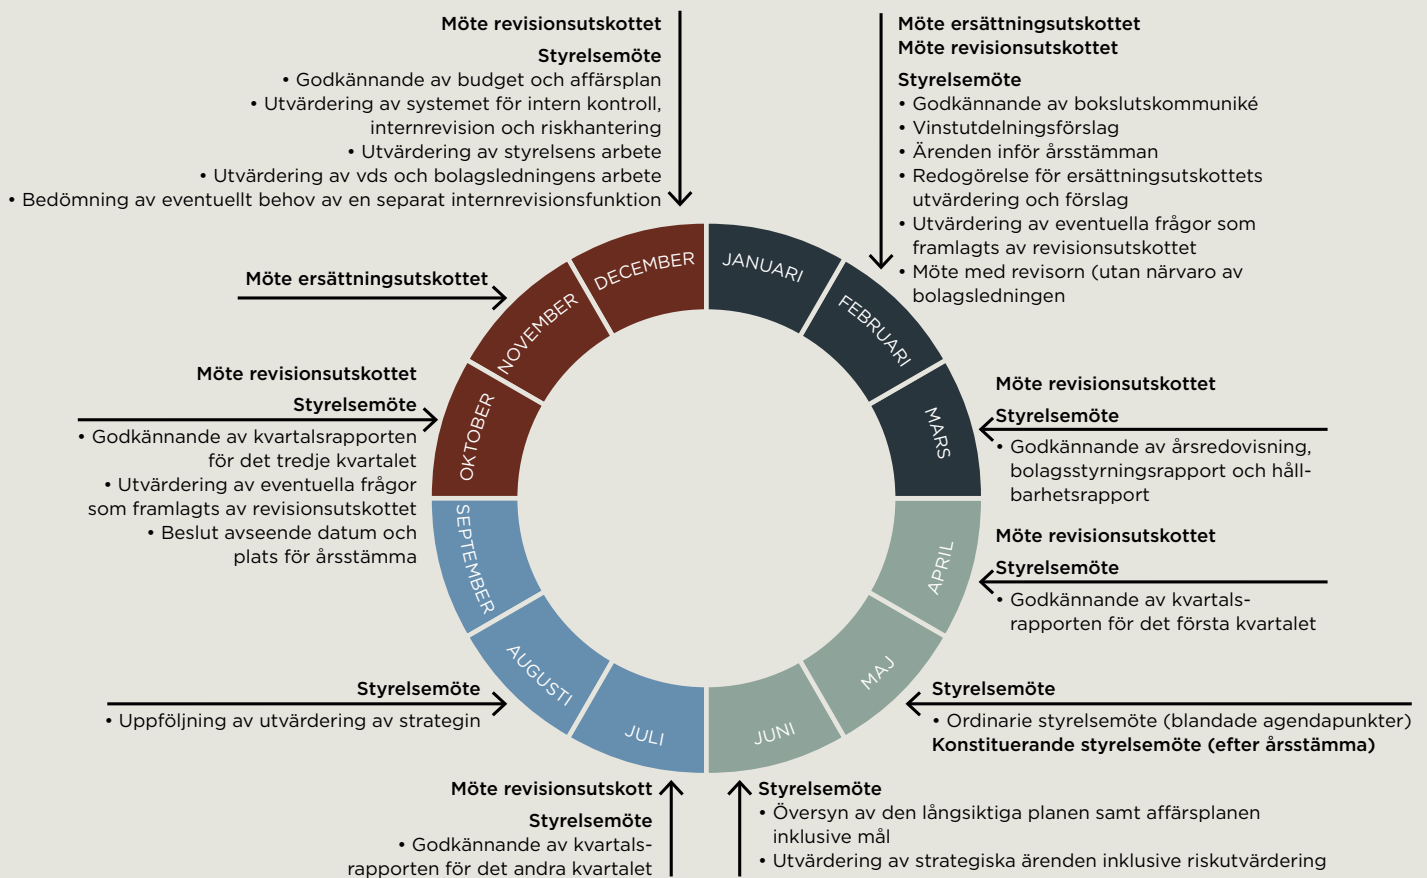 Möte revisionsutskottet
Styrelsemöte
• Godkännande av budget och affärsplan
• Utvärdering av systemet för intern kontroll,
internrevision och riskhantering
• Utvärdering av styrelsens arbete
• Utvärdering av vds och bolagsledningens arbete
• Bedömning av eventuellt behov av en separat internrevisionsfunktion
Möte ersättningsutskottet
Möte revisionsutskottet
Styrelsemöte
• Godkännande av bokslutskommuniké
• Vinstutdelningsförslag
• Ärenden inför årsstämman
• Redogörelse för ersättningsutskottets
utvärdering och förslag
• Utvärdering av eventuella frågor som
framlagts av revisionsutskottet
• Möte med revisorn (utan närvaro av
bolagsledningen
Möte revisionsutskottet
Styrelsemöte
• Godkännande av årsredovisning,
bolagsstyrningsrapport och håll-
barhetsrapport
Möte revisionsutskottet
Styrelsemöte
• Godkännande av kvartals-
rapporten för det första kvartalet
Styrelsemöte
• Ordinarie styrelsemöte (blandade agendapunkter)
Konstituerande styrelsemöte (efter årsstämma)
Styrelsemöte
• Översyn av den långsiktiga planen samt affärsplanen
inklusive mål
• Utvärdering av strategiska ärenden inklusive riskutvärdering
Möte revisionsutskott
Styrelsemöte
• Godkännande av kvartals-
rapporten för det andra kvartalet
Styrelsemöte
• Uppföljning av utvärdering av strategin
Möte revisionsutskottet
Styrelsemöte
• Godkännande av kvartalsrapporten
för det tredje kvartalet
• Utvärdering av eventuella frågor
som framlagts av revisionsutskottet
• Beslut avseende datum och
plats för årsstämma
Möte ersättningsutskottet
JANUARI
FEBRUARI
MARS
APRIL
MAJ
JUNI
JULI
AUGUSTI
SEPTEMBER
OKTOBER
NOVEMBER
DECEMBER